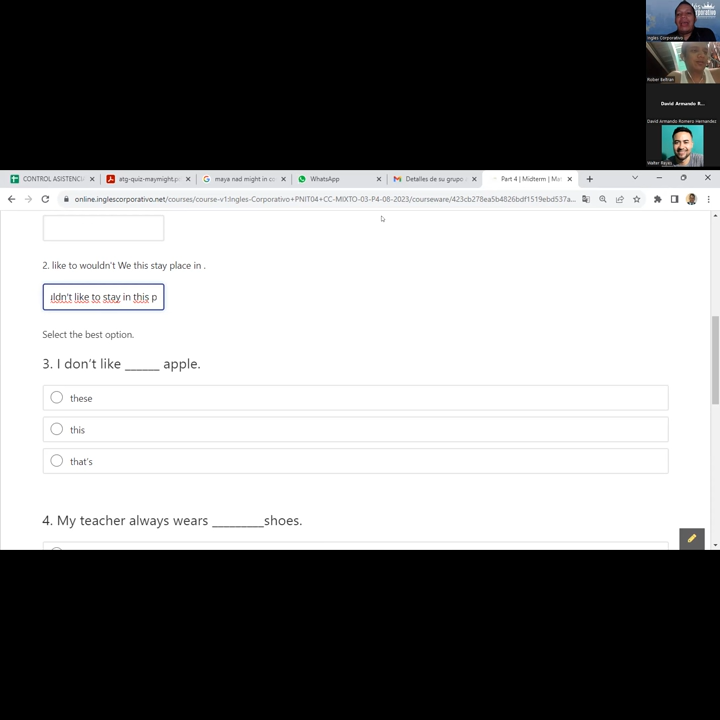 Ingles Corporativo
Rober Beltran
David Armando R...
David Armando Romero Hernandez
Walter Reyes
CONTROL ASISTENCI
atg-quiz-maymight.p
maya nad might in c
WhatsApp
Detalles de su grupo
Part 4 | Midterm | Ma
online.inglescorporativo.net/courses/course-v1:Ingles-Corporativo+PNIT04+CC-MIXTO-03-P4-08-2023/courseware/423cb278ea5b4826bdf1519ebd537a...
2. like to wouldn't We this stay place in .
ıldn't like to stay in this p
Select the best option.
3. I don't like ______ apple.
these
this
that's
4. My teacher always wears _________shoes.